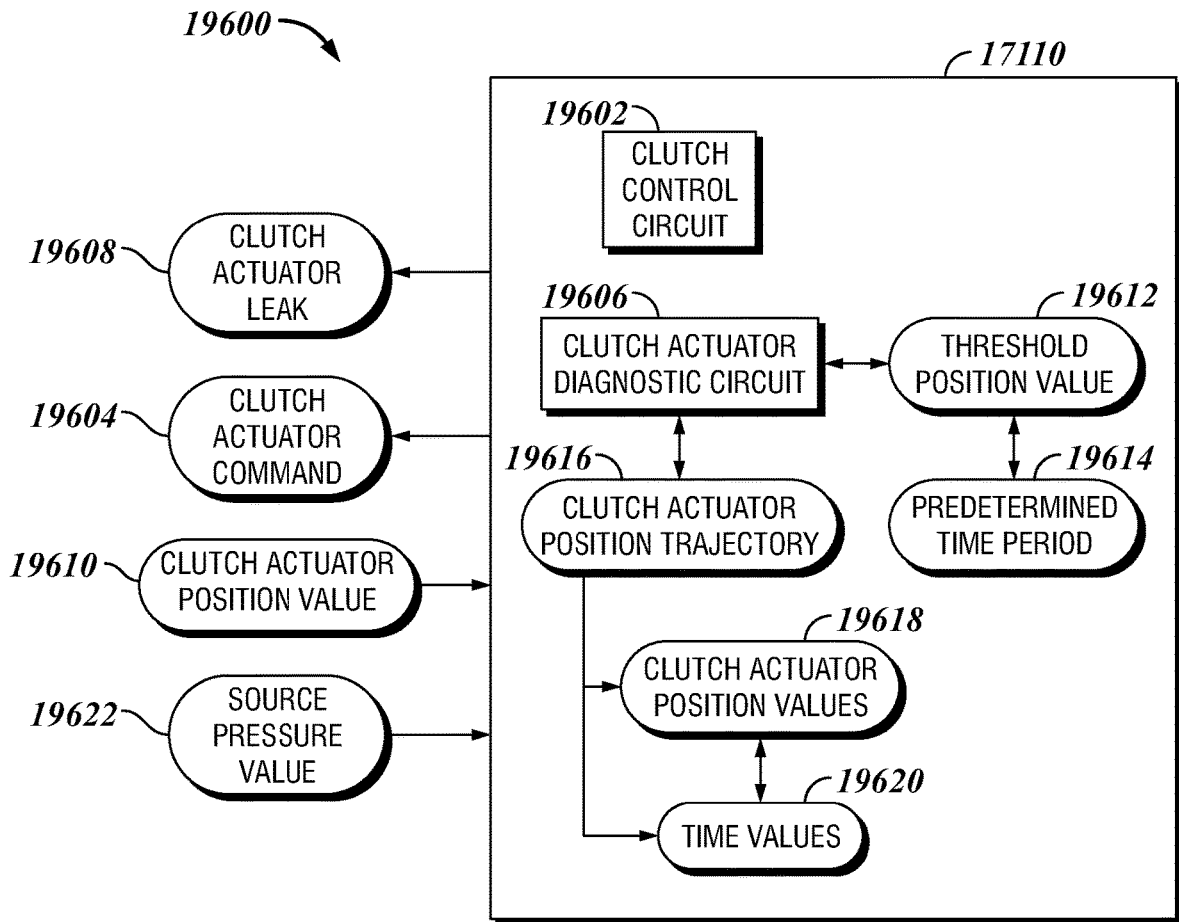 19600
17110
19602
CLUTCH
CONTROL
CIRCUIT
19608
CLUTCH
ACTUATOR
LEAK
19606
CLUTCH ACTUATOR
DIAGNOSTIC CIRCUIT
19612
THRESHOLD
POSITION VALUE
19604
CLUTCH
ACTUATOR
COMMAND
19616
CLUTCH ACTUATOR
POSITION TRAJECTORY
19614
PREDETERMINED
TIME PERIOD
19610
CLUTCH ACTUATOR
POSITION VALUE
19618
CLUTCH ACTUATOR
POSITION VALUES
19622
SOURCE
PRESSURE
VALUE
19620
TIME VALUES